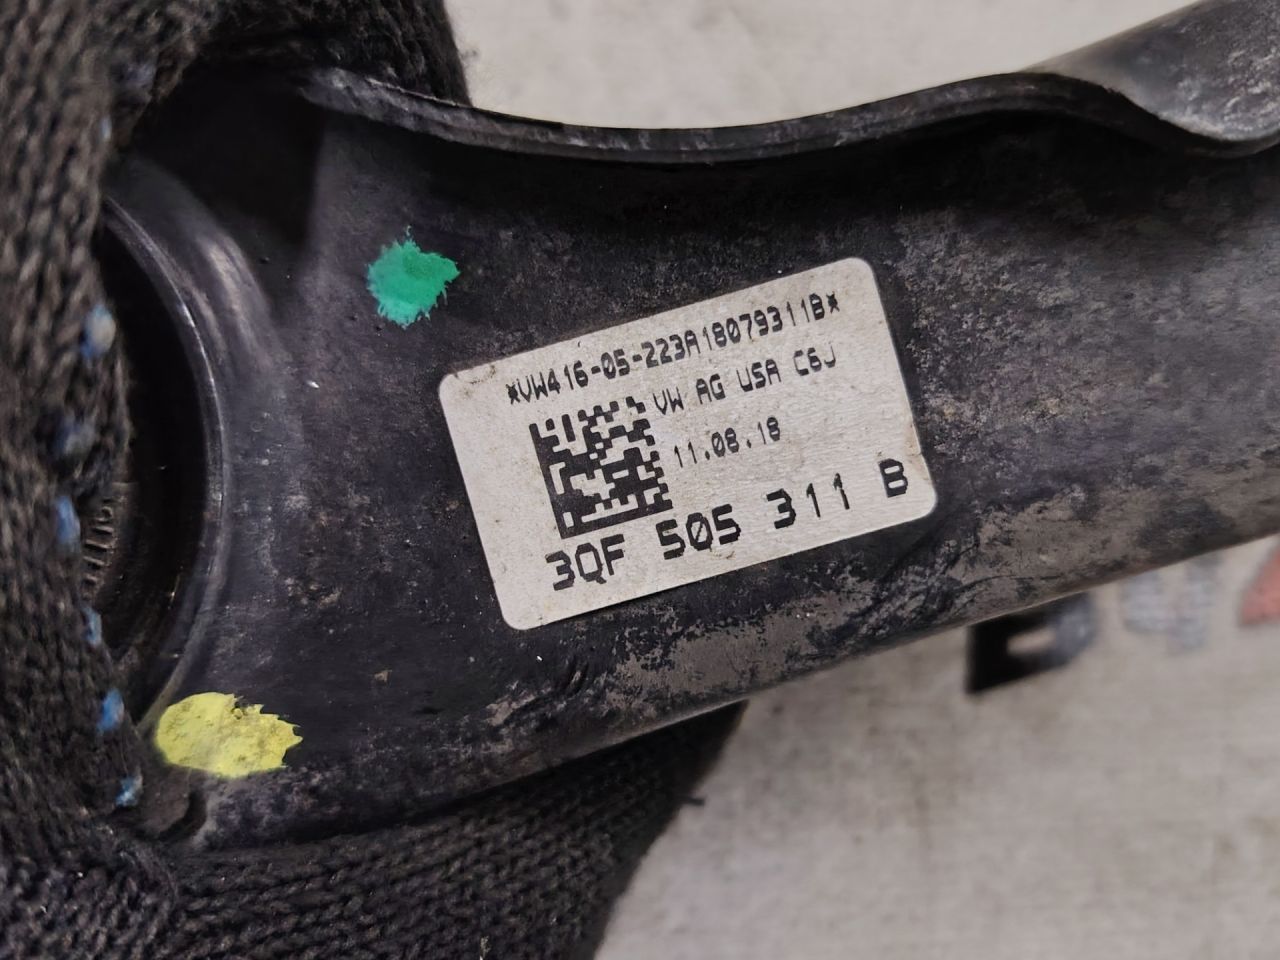 *VW416-05-223A18079311B*
VW AG USA C6J
11.08.18
3QF 505 311 B